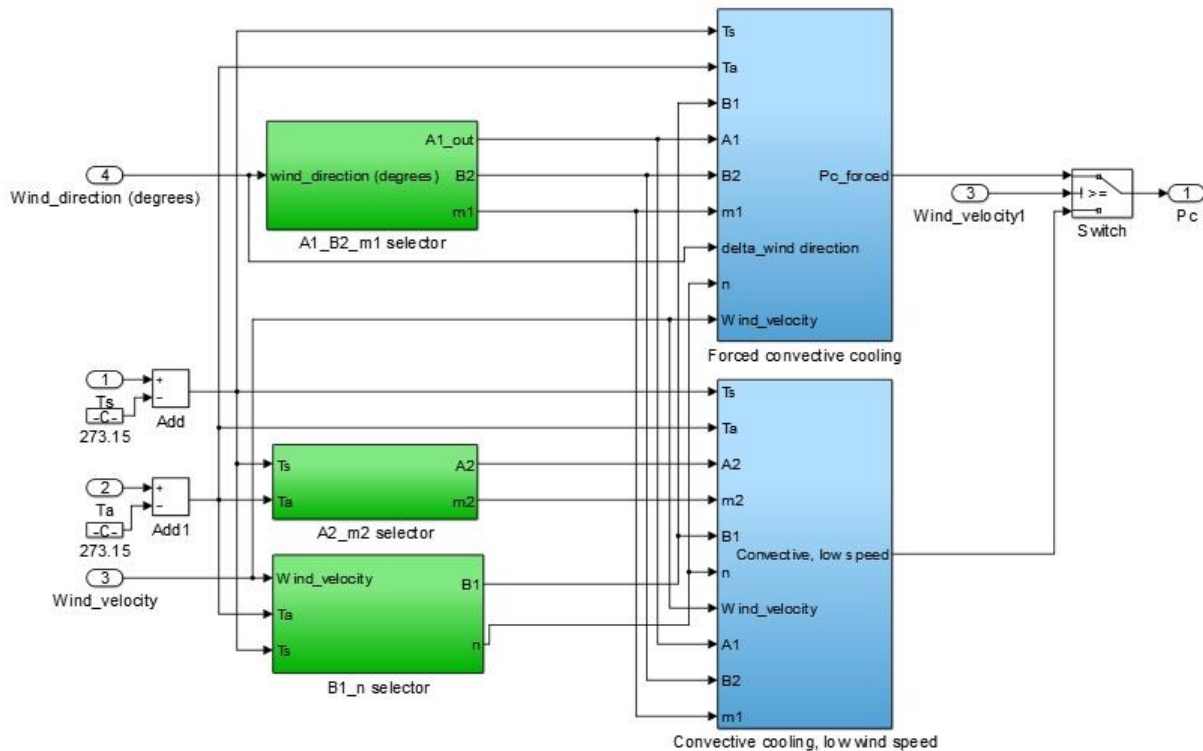 Ts
Ta
B1
A1
B2
m1
delta_wind direction
n
Wind_velocity
Pc_forced
Forced convective cooling
4
Wind_direction (degrees)
wind_direction (degrees)
A1_out
B2
m1
A1_B2_m1 selector
3
Wind_velocity1
>=
Switch
1
Pc
1
Ts
-C-
273.15
+
−
Add
2
Ta
-C-
273.15
+
−
Add1
3
Wind_velocity
Ts
Ta
A2
m2
A2_m2 selector
Wind_velocity
Ta
Ts
B1
n
B1_n selector
Ts
Ta
A2
m2
B1
n
Wind_velocity
A1
B2
m1
Convective, low speed
Convective cooling, low wind speed